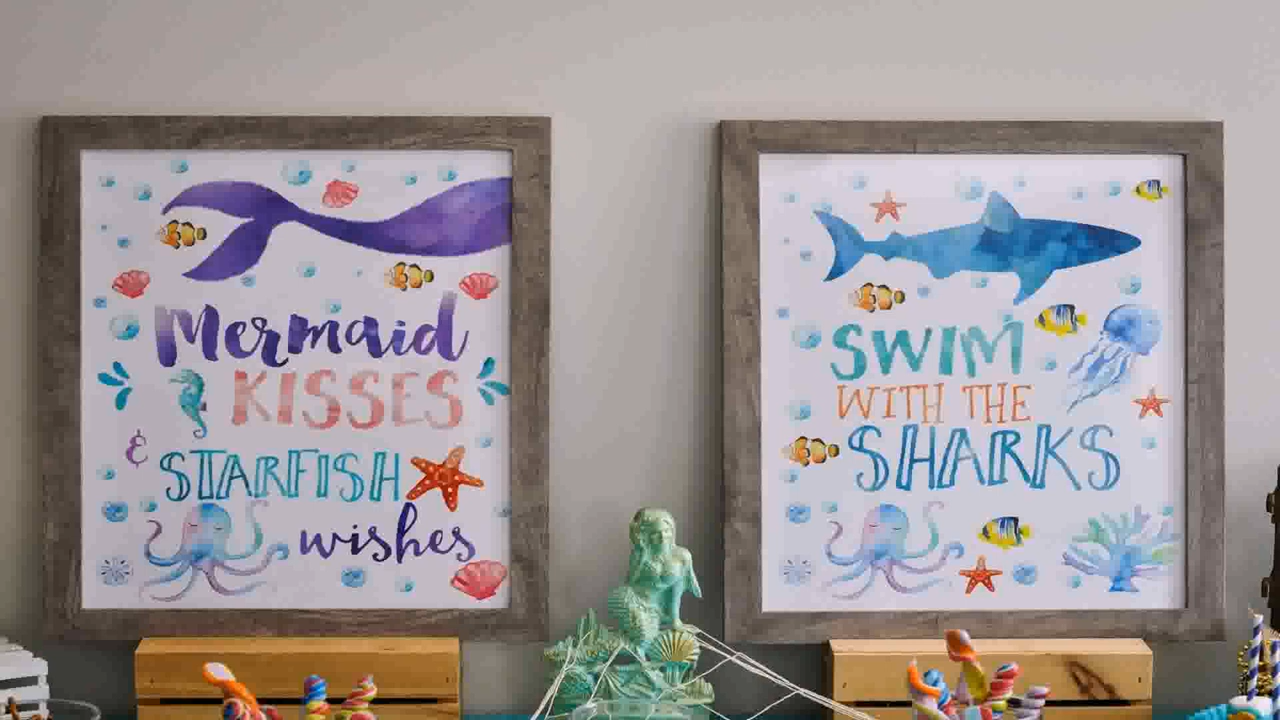 Mermaid
KISSES
& STARFISH
wishes
SWIM
WITH THE
SHARKS